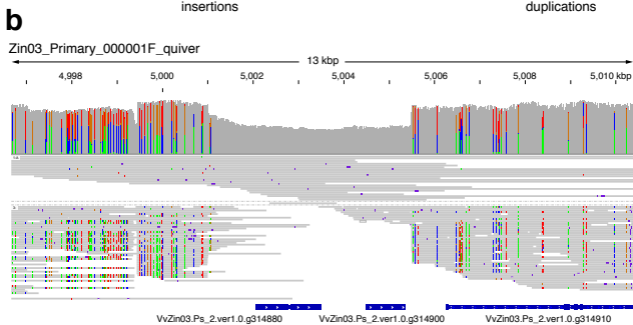 insertions duplications
b
Zin03_Primary_000001F_quiver
13 kbp
4,998 5,000 5,002 5,004 5,006 5,008 5,010 kbp
VvZin03.Ps_2.ver1.0.g314880 VvZin03.Ps_2.ver1.0.g314900 VvZin03.Ps_2.ver1.0.g314910